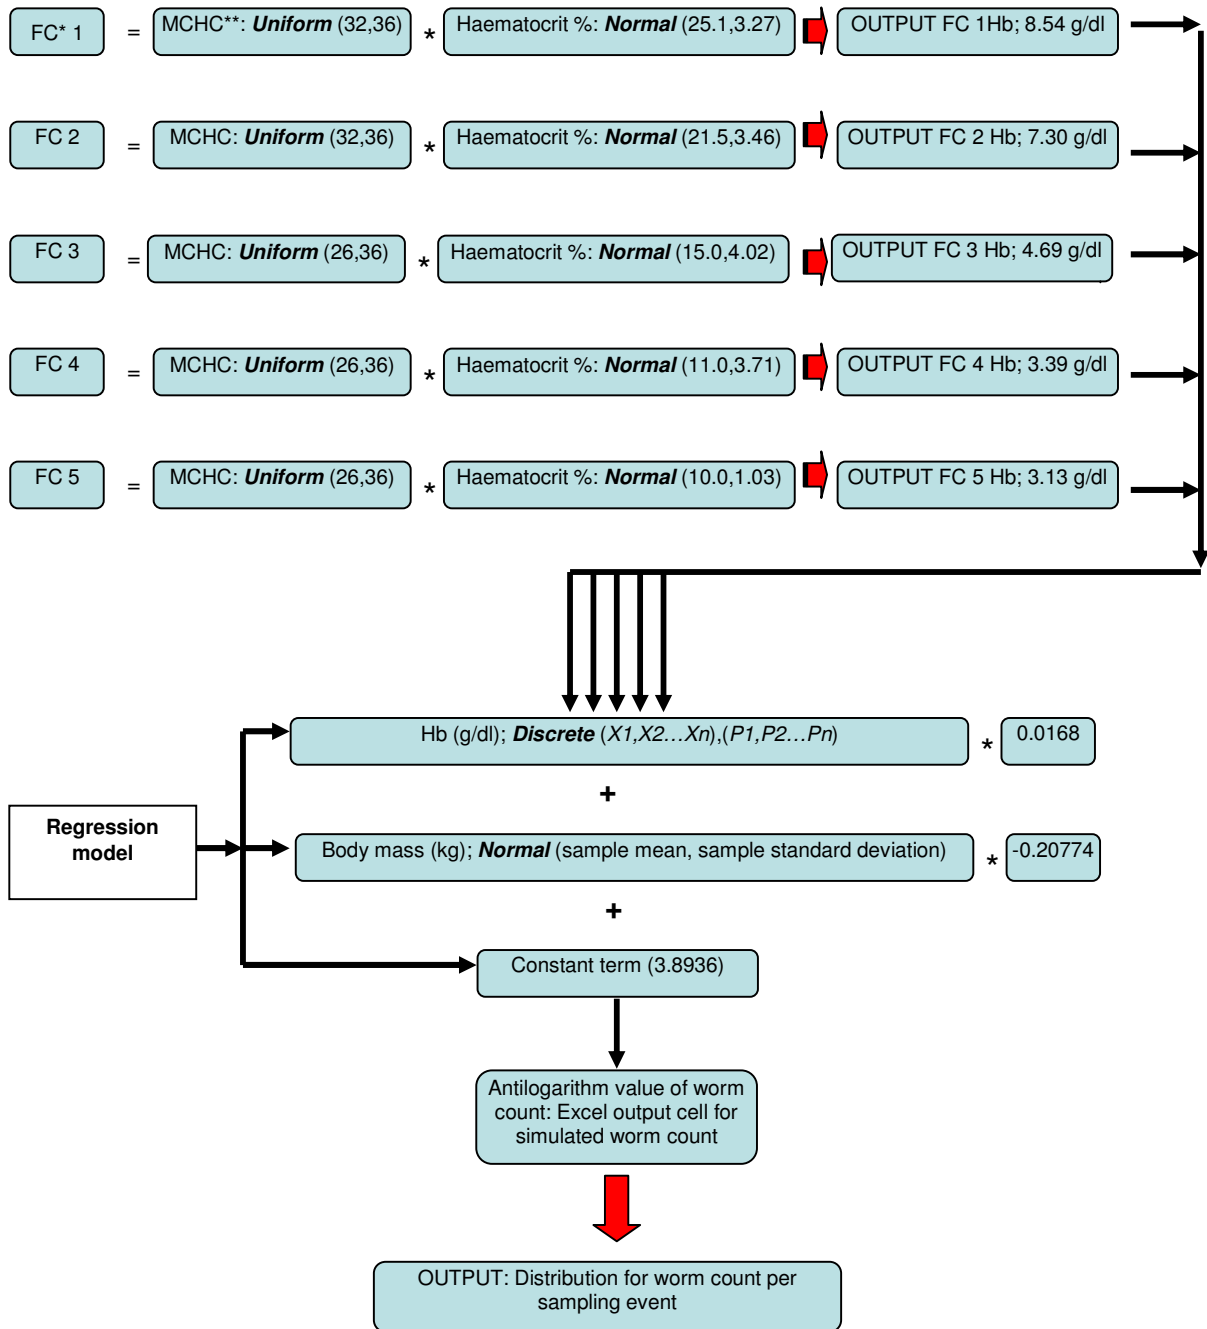 FC* 1 = MCHC**: Uniform (32,36) * Haematocrit %: Normal (25.1,3.27) OUTPUT FC 1Hb; 8.54 g/dl
FC 2 = MCHC: Uniform (32,36) * Haematocrit %: Normal (21.5,3.46) OUTPUT FC 2 Hb; 7.30 g/dl
FC 3 = MCHC: Uniform (26,36) * Haematocrit %: Normal (15.0,4.02) OUTPUT FC 3 Hb; 4.69 g/dl
FC 4 = MCHC: Uniform (26,36) * Haematocrit %: Normal (11.0,3.71) OUTPUT FC 4 Hb; 3.39 g/dl
FC 5 = MCHC: Uniform (26,36) * Haematocrit %: Normal (10.0,1.03) OUTPUT FC 5 Hb; 3.13 g/dl
Hb (g/dl); Discrete (X1,X2…Xn),(P1,P2…Pn) * 0.0168
+
Regression
model
Body mass (kg); Normal (sample mean, sample standard deviation) * -0.20774
+
Constant term (3.8936)
Antilogarithm value of worm
count: Excel output cell for
simulated worm count
OUTPUT: Distribution for worm count per
sampling event